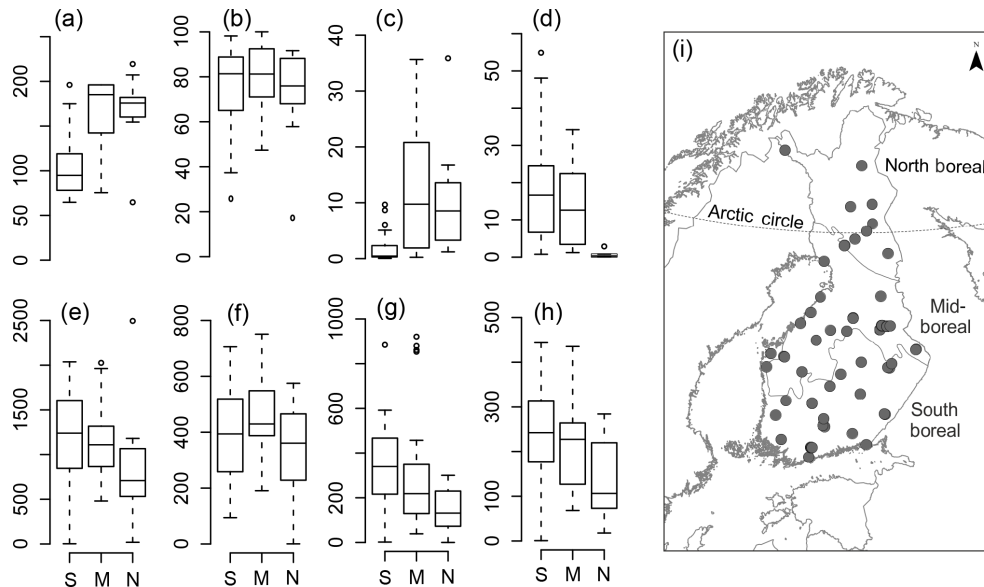 (a) (b) (c) (d) (i)
0 50 100 200
0 20 40 60 80 100
0 10 20 30 40
0 10 30 50
N
North boreal
Arctic circle
Mid-
boreal
South
boreal
(e) (f) (g) (h)
0 500 1500 2500
0 200 400 600 800
0 200 600 1000
0 100 300 500
S M N S M N S M N S M N